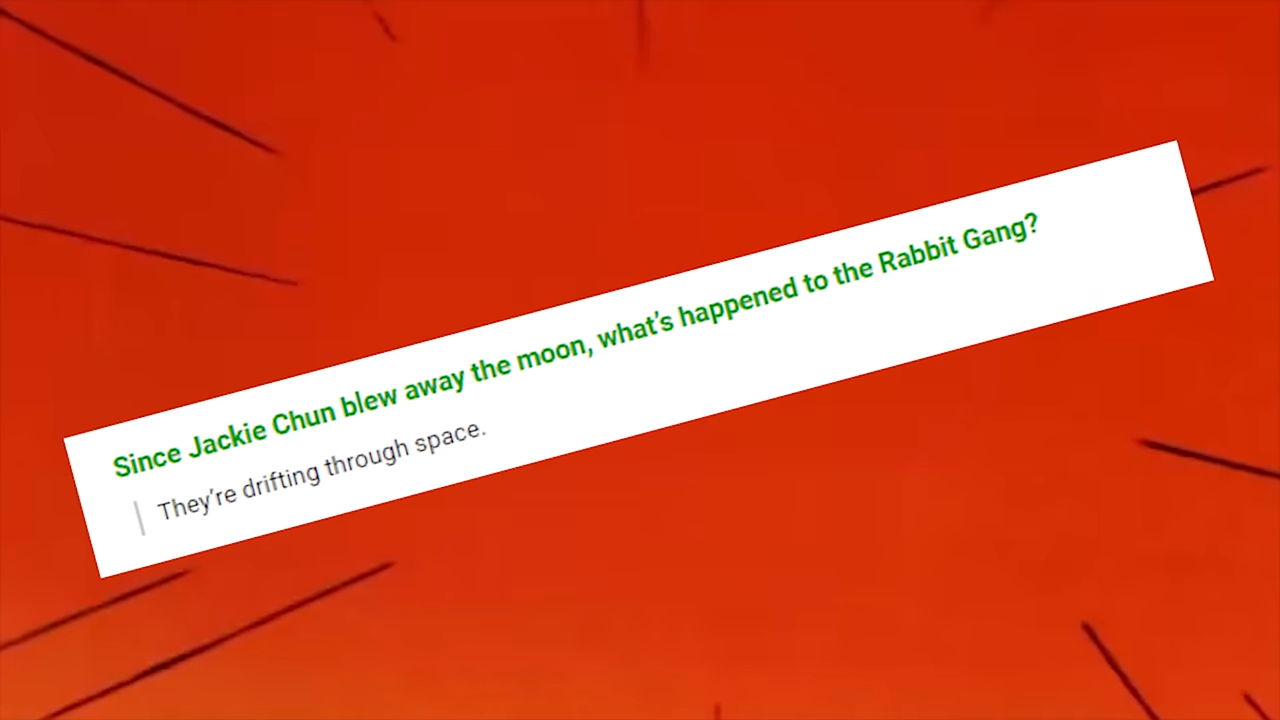 Since Jackie Chun blew away the moon, what's happened to the Rabbit Gang?
They're drifting through space.